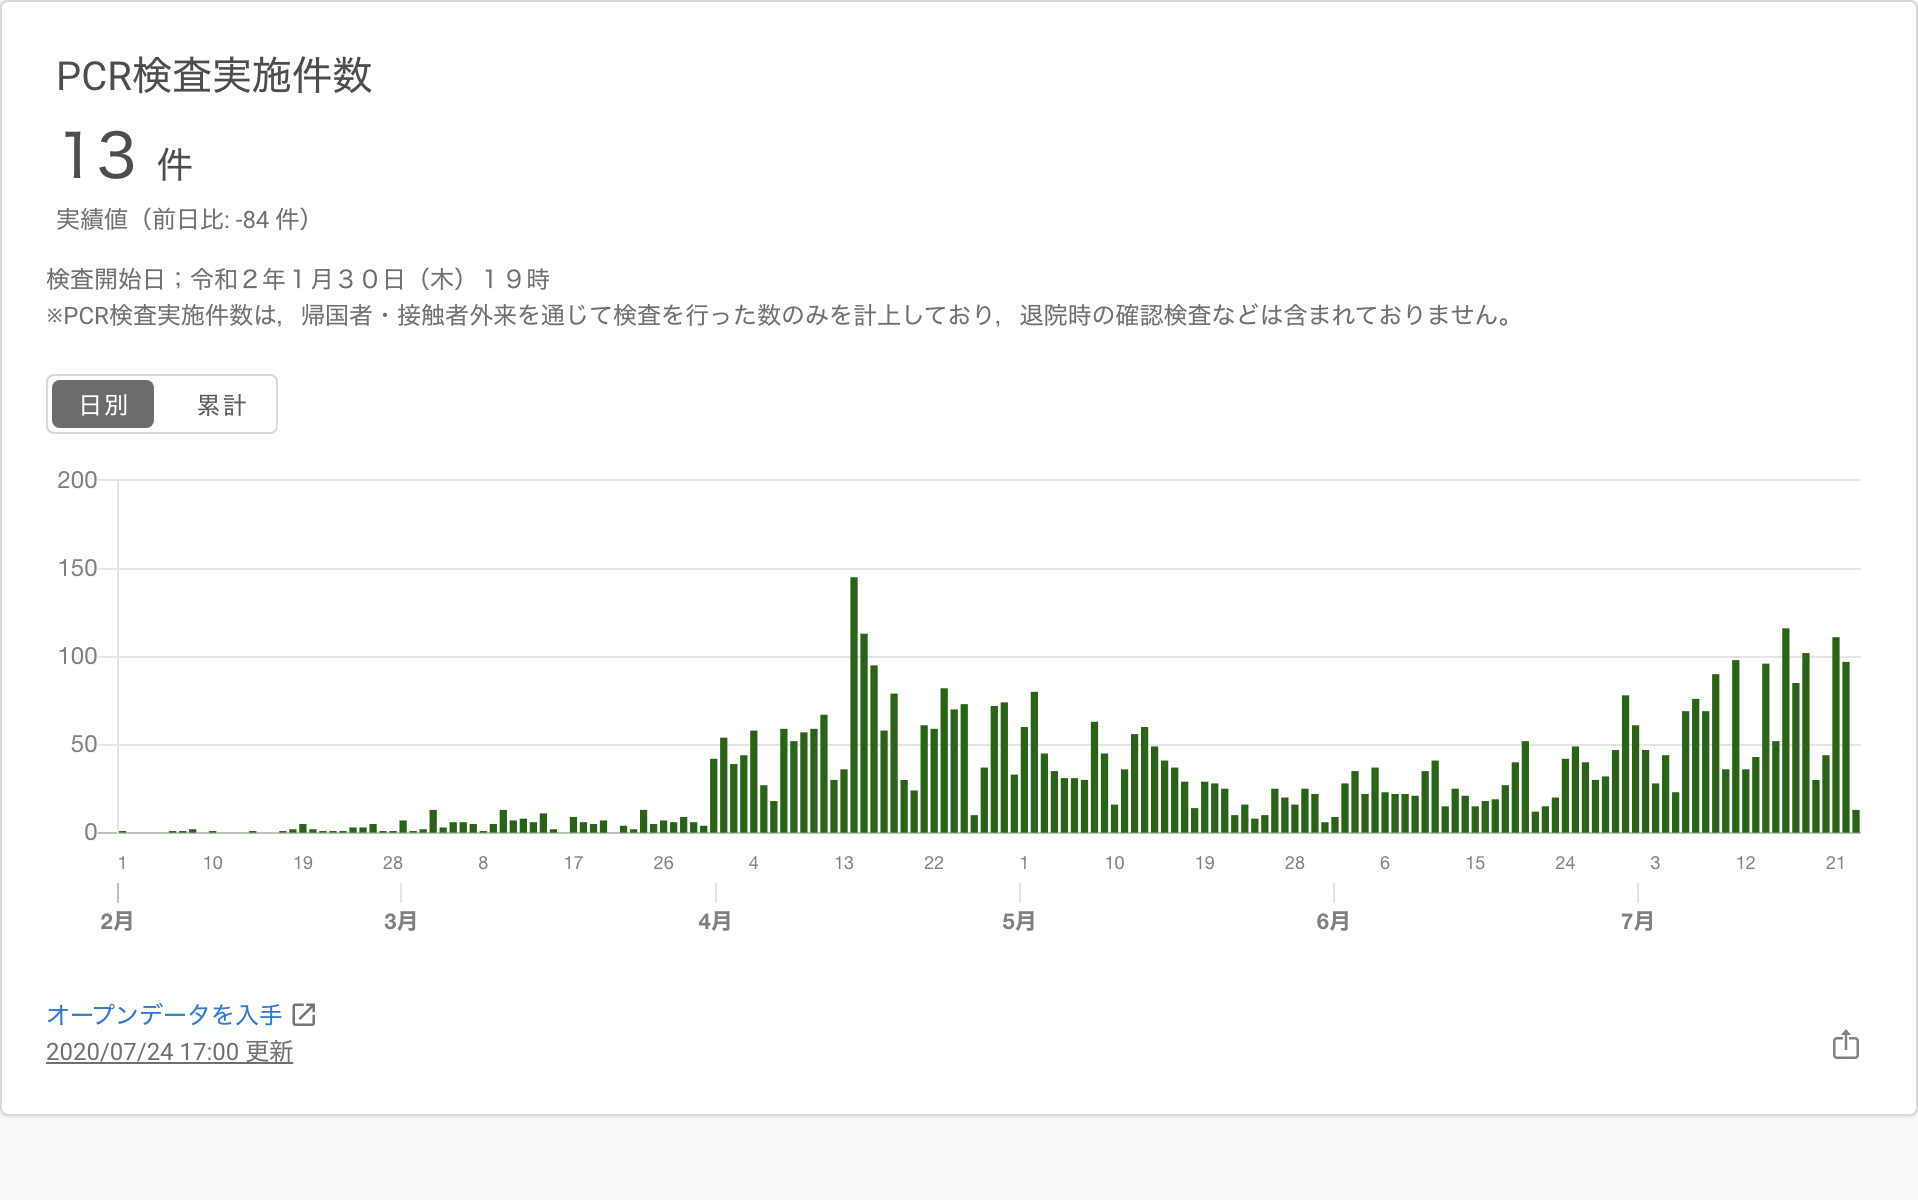 PCR検査実施件数
13 件
実績値（前日比: -84 件）
検査開始日；令和２年１月３０日（木）１９時
※PCR検査実施件数は，帰国者・接触者外来を通じて検査を行った数のみを計上しており，退院時の確認検査などは含まれておりません。
日別 累計
200
150
100
50
0
1 10 19 28 8 17 26 4 13 22 1 10 19 28 6 15 24 3 12 21
2月 3月 4月 5月 6月 7月
オープンデータを入手
2020/07/24 17:00 更新